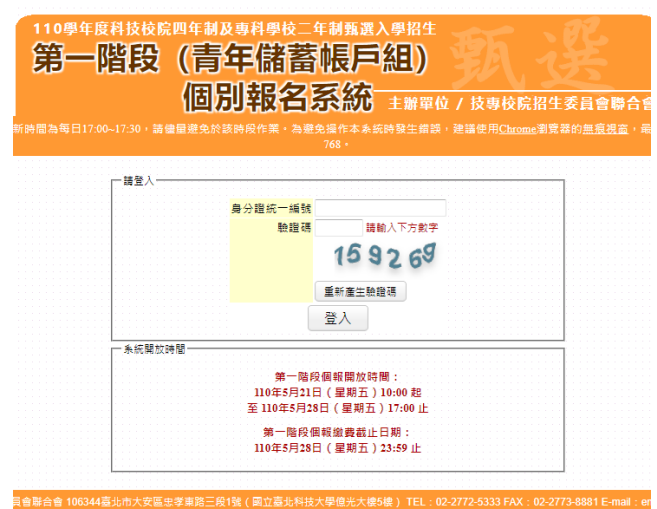 110學年度科技校院四年制及專科學校二年制甄選入學招生
第一階段（青年儲蓄帳戶組）
個別報名系統
甄選
主辦單位 / 技專校院招生委員會聯合會
新時間為每日17:00~17:30，請儘量避免於該時段作業。為避免操作本系統時發生錯誤，建議使用Chrome瀏覽器的無痕視窗，最
768。
請登入
身分證統一編號
驗證碼 請輸入下方數字
159269
重新產生驗證碼
登入
系統開放時間
第一階段個報開放時間：
110年5月21日（星期五）10:00 起
至 110年5月28日（星期五）17:00 止
第一階段個報繳費截止日期：
110年5月28日（星期五）23:59 止
員會聯合會 106344臺北市大安區忠孝東路三段1號（國立臺北科技大學億光大樓5樓） TEL：02-2772-5333 FAX：02-2773-8881 E-mail：en